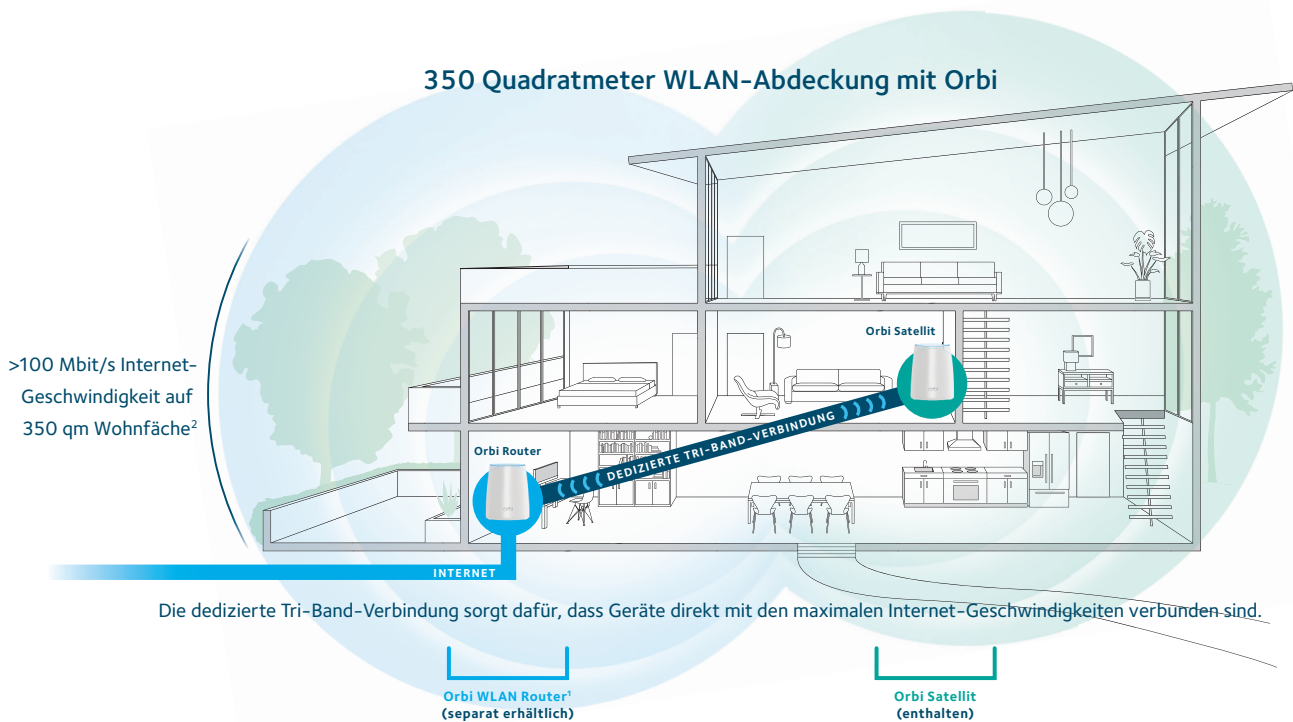 350 Quadratmeter WLAN-Abdeckung mit Orbi
Orbi Satellit
orbi
>100 Mbit/s Internet-
Geschwindigkeit auf
350 qm Wohnfäche²
Orbi Router
orbi
DEDIZIERTE TRI-BAND-VERBINDUNG
INTERNET
Die dedizierte Tri-Band-Verbindung sorgt dafür, dass Geräte direkt mit den maximalen Internet-Geschwindigkeiten verbunden sind.
Orbi WLAN Router¹
(separat erhältlich)
Orbi Satellit
(enthalten)